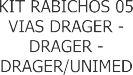 KIT RABICHOS 05
VIAS DRAGER -
DRAGER -
DRAGER/UNIMED